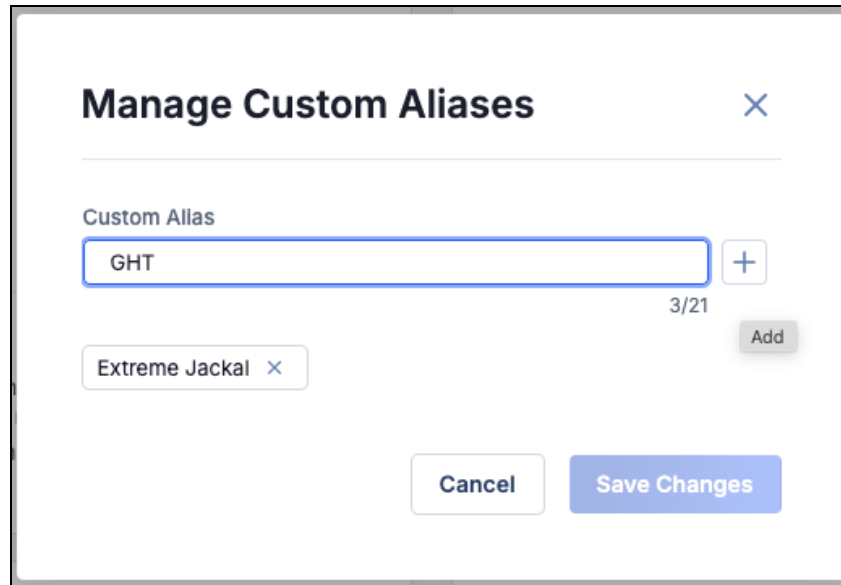 Manage Custom Aliases
Custom Alias
GHT
3/21
Add
Extreme Jackal
Cancel
Save Changes